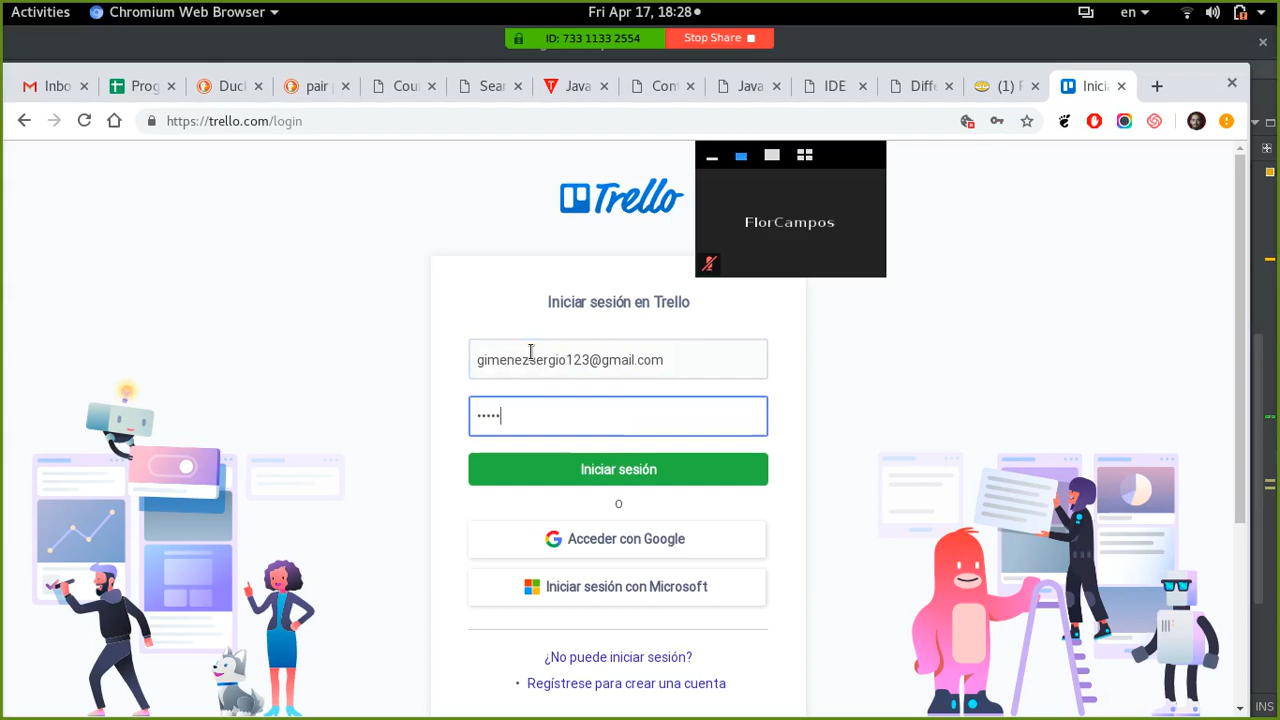 Activities Chromium Web Browser Fri Apr 17, 18:28 en
ID: 733 1133 2554 Stop Share
Inbo Prog Duc pair Cour Sear Java Con Java IDE Diffe (1) Inicia
https://trello.com/login
Trello
FlorCampos
Iniciar sesión en Trello
gimenezsergio123@gmail.com
•••••
Iniciar sesión
O
Acceder con Google
Iniciar sesión con Microsoft
¿No puede iniciar sesión?
• Regístrese para crear una cuenta
INS